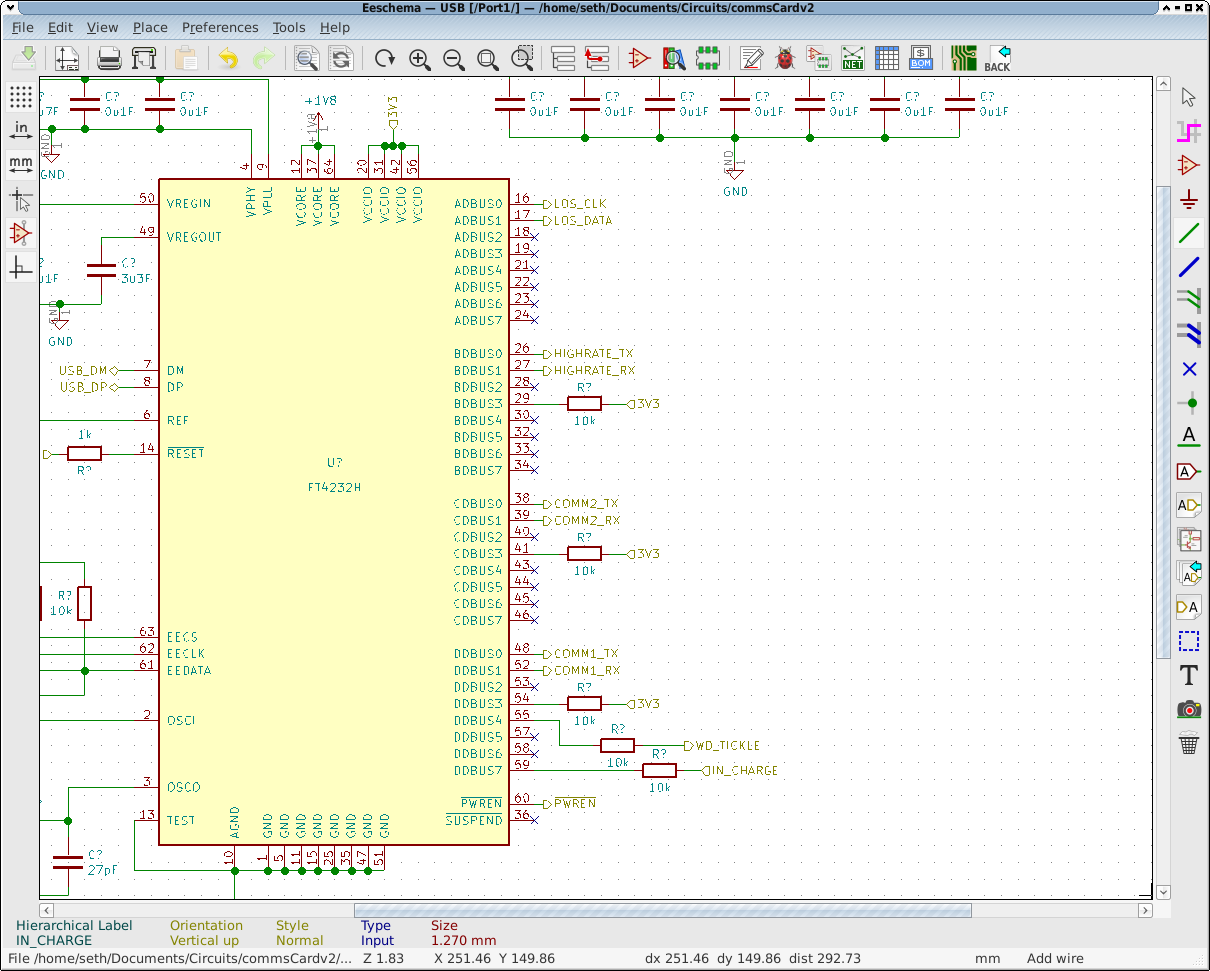 Eeschema — USB [/Port1/] — /home/seth/Documents/Circuits/commsCardv2
File Edit View Place Preferences Tools Help
NET
$
BOM
BACK
in
mm
C?
0u1F
C?
0u1F
+1V8
+1V8
1
3V3
C?
0u1F
C?
0u1F
C?
0u1F
C?
0u1F
C?
0u1F
C?
0u1F
C?
0u1F
GND
1
GND
GND
1
GND
4 9 12 37 64 20 31 42 56
VPHY VPLL VCORE VCORE VCORE VCCIO VCCIO VCCIO VCCIO
50 VREGIN
49 VREGOUT
C?
3u3F
GND
1
GND
USB_DM 7 DM
USB_DP 8 DP
6 REF
1k
R?
14 RESET
U?
FT4232H
R?
10k
63 EECS
62 EECLK
61 EEDATA
2 OSCI
3 OSCO
13 TEST
C?
27pF
ADBUS0 16 LOS_CLK
ADBUS1 17 LOS_DATA
ADBUS2 18
ADBUS3 19
ADBUS4 21
ADBUS5 22
ADBUS6 23
ADBUS7 24
BDBUS0 26 HIGHRATE_TX
BDBUS1 27 HIGHRATE_RX
BDBUS2 28 R?
BDBUS3 29 3V3
BDBUS4 30 10k
BDBUS5 32
BDBUS6 33
BDBUS7 34
CDBUS0 38 COMM2_TX
CDBUS1 39 COMM2_RX
CDBUS2 40 R?
CDBUS3 41 3V3
CDBUS4 43 10k
CDBUS5 44
CDBUS6 45
CDBUS7 46
DDBUS0 48 COMM1_TX
DDBUS1 52 COMM1_RX
DDBUS2 53 R?
DDBUS3 54 3V3
DDBUS4 55 10k
R?
DDBUS5 57
WD_TICKLE
DDBUS6 58 10k R?
DDBUS7 59 IN_CHARGE
10k
PWREN 60 PWREN
SUSPEND 36
AGND GND GND GND GND GND GND GND GND
10 1 5 11 15 25 35 47 51
A
A
A
A
A
T
Hierarchical Label Orientation Style Type Size
IN_CHARGE Vertical up Normal Input 1.270 mm
File /home/seth/Documents/Circuits/commsCardv2/... Z 1.83 X 251.46 Y 149.86 dx 251.46 dy 149.86 dist 292.73 mm Add wire